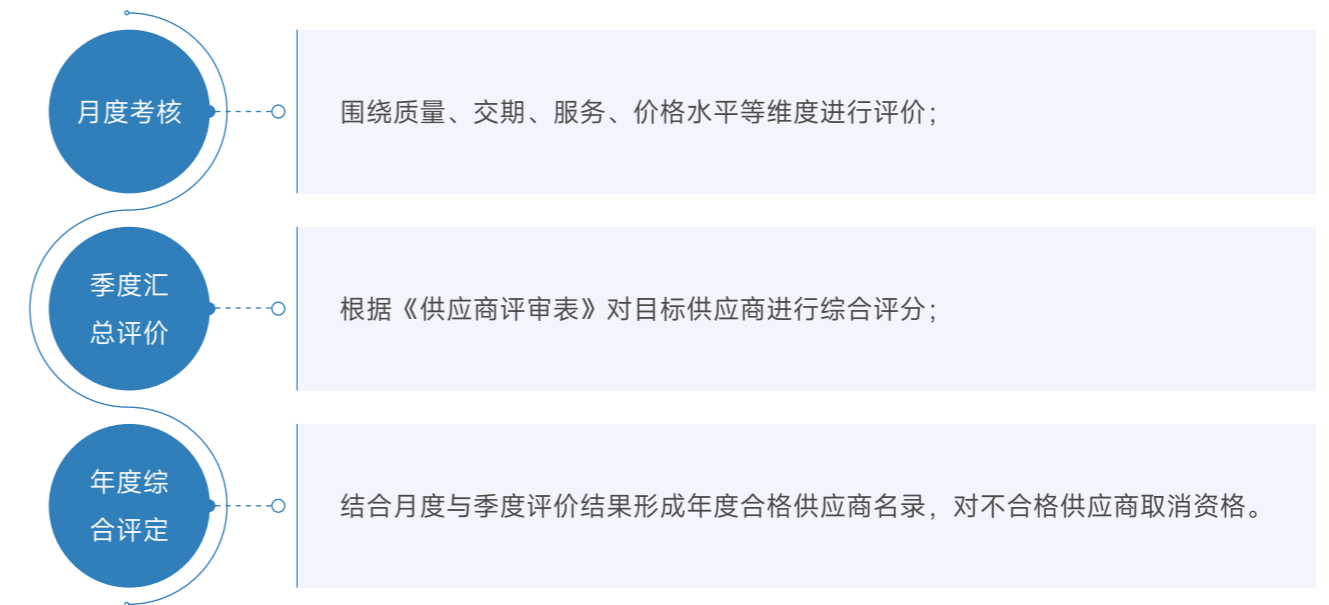 月度考核
围绕质量、交期、服务、价格水平等维度进行评价；
季度汇
总评价
根据《供应商评审表》对目标供应商进行综合评分；
年度综
合评定
结合月度与季度评价结果形成年度合格供应商名录，对不合格供应商取消资格。